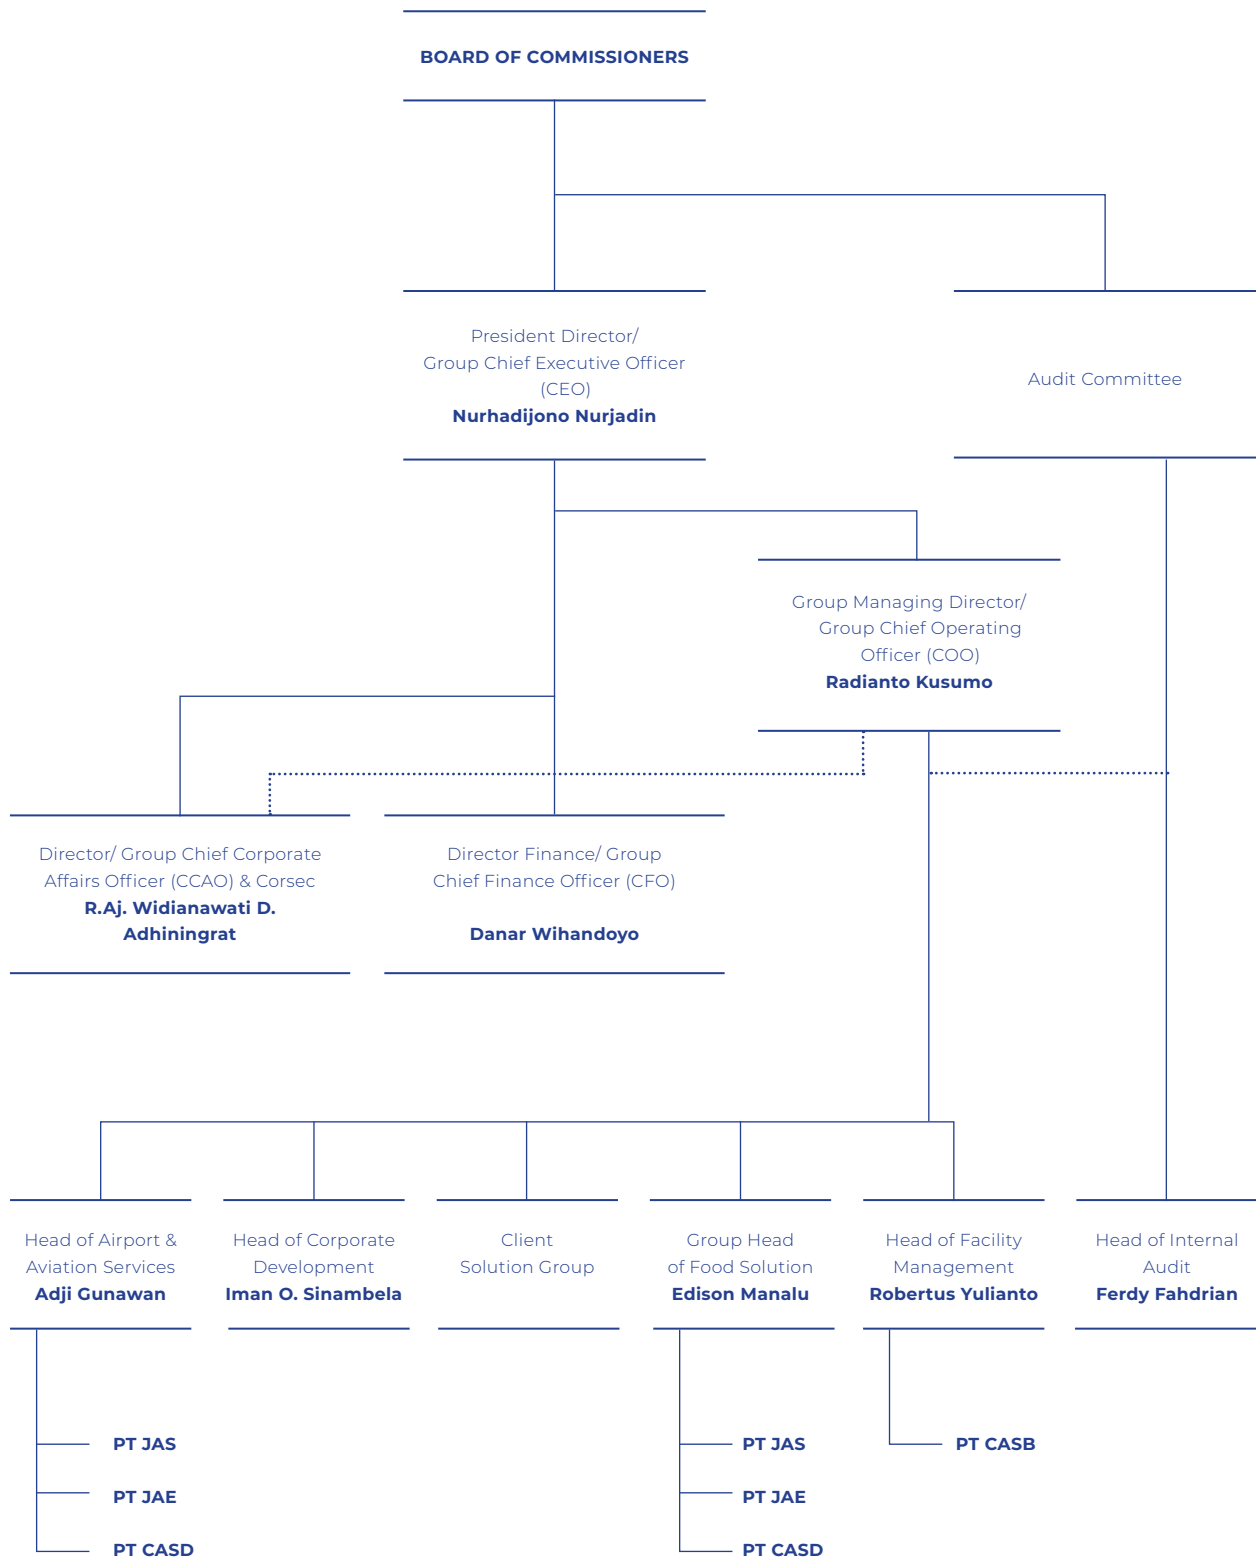 BOARD OF COMMISSIONERS
President Director/
Group Chief Executive Officer
(CEO)
Nurhadijono Nurjadin
Audit Committee
Group Managing Director/
Group Chief Operating
Officer (COO)
Radianto Kusumo
Director/ Group Chief Corporate
Affairs Officer (CCAO) & Corsec
R.Aj. Widianawati D.
Adhiningrat
Director Finance/ Group
Chief Finance Officer (CFO)
Danar Wihandoyo
Head of Airport &
Aviation Services
Adji Gunawan
Head of Corporate
Development
Iman O. Sinambela
Client
Solution Group
Group Head
of Food Solution
Edison Manalu
Head of Facility
Management
Robertus Yulianto
Head of Internal
Audit
Ferdy Fahdrian
PT JAS
PT JAE
PT CASD
PT JAS
PT JAE
PT CASD
PT CASB